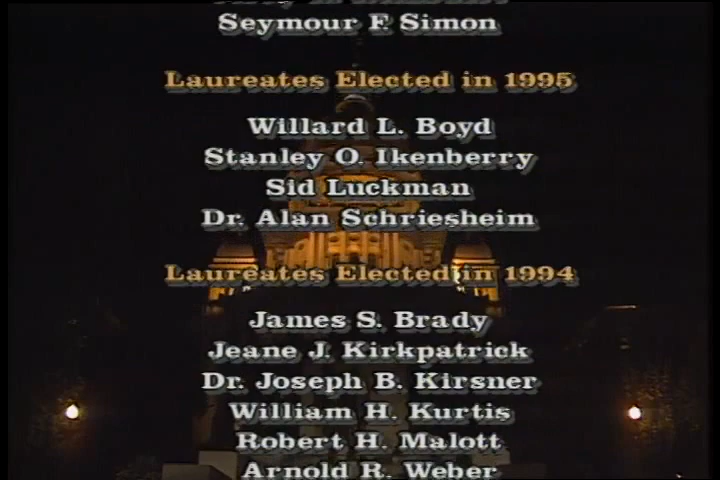 Seymour F. Simon
Laureates Elected in 1995
Willard L. Boyd
Stanley O. Ikenberry
Sid Luckman
Dr. Alan Schriesheim
Laureates Elected in 1994
James S. Brady
Jeane J. Kirkpatrick
Dr. Joseph B. Kirsner
William H. Kurtis
Robert H. Malott
Arnold R. Weber